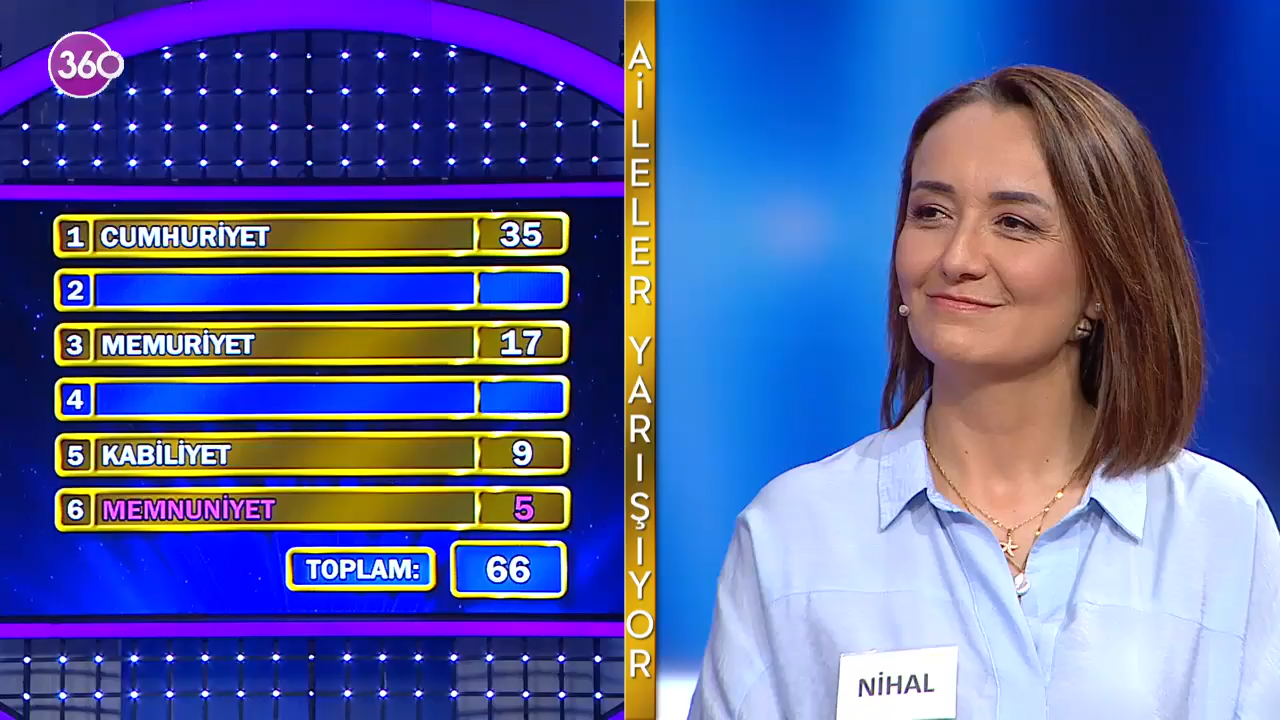 360
1 CUMHURİYET 35
2
3 MEMURİYET 17
4
5 KABİLİYET 9
6 MEMNUNİYET 5
TOPLAM: 66
AİLELER YARIŞIYOR
NİHAL